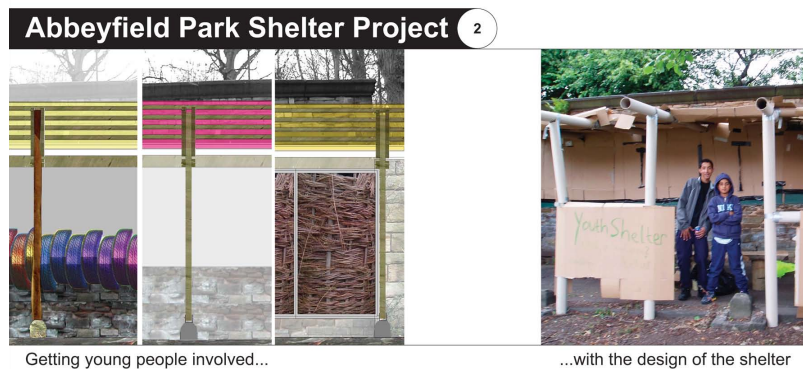 Abbeyfield Park Shelter Project 2
Youth Shelter
Getting young people involved...
...with the design of the shelter